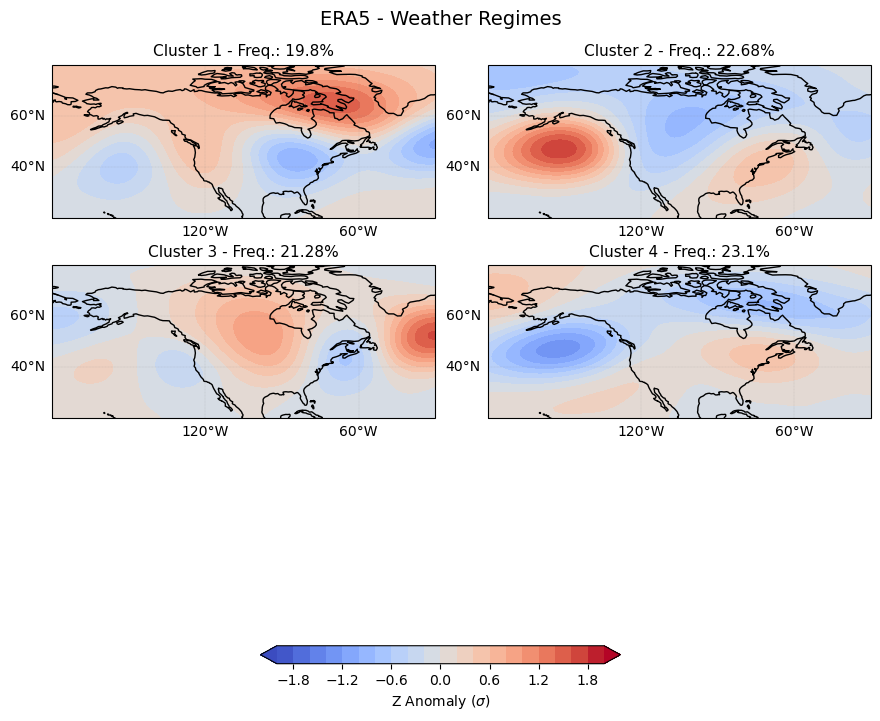 ERA5 - Weather Regimes
Cluster 1 - Freq.: 19.8%
Cluster 2 - Freq.: 22.68%
60°N
40°N
120°W
60°W
60°N
40°N
120°W
60°W
Cluster 3 - Freq.: 21.28%
Cluster 4 - Freq.: 23.1%
60°N
40°N
120°W
60°W
60°N
40°N
120°W
60°W
−1.8 −1.2 −0.6 0.0 0.6 1.2 1.8
Z Anomaly (σ)